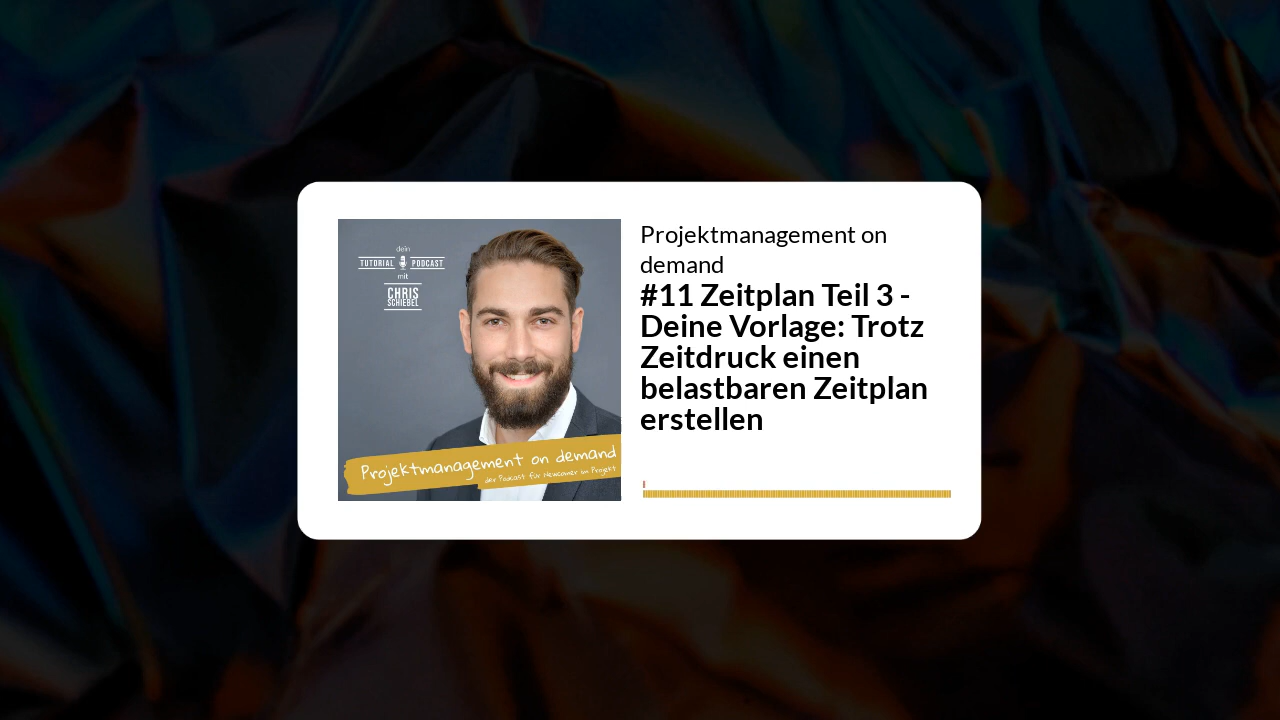 dein
TUTORIAL PODCAST
mit
CHRIS
SCHIEBEL
Projektmanagement on demand
der Podcast für Newcomer im Projekt
Projektmanagement on
demand
#11 Zeitplan Teil 3 -
Deine Vorlage: Trotz
Zeitdruck einen
belastbaren Zeitplan
erstellen